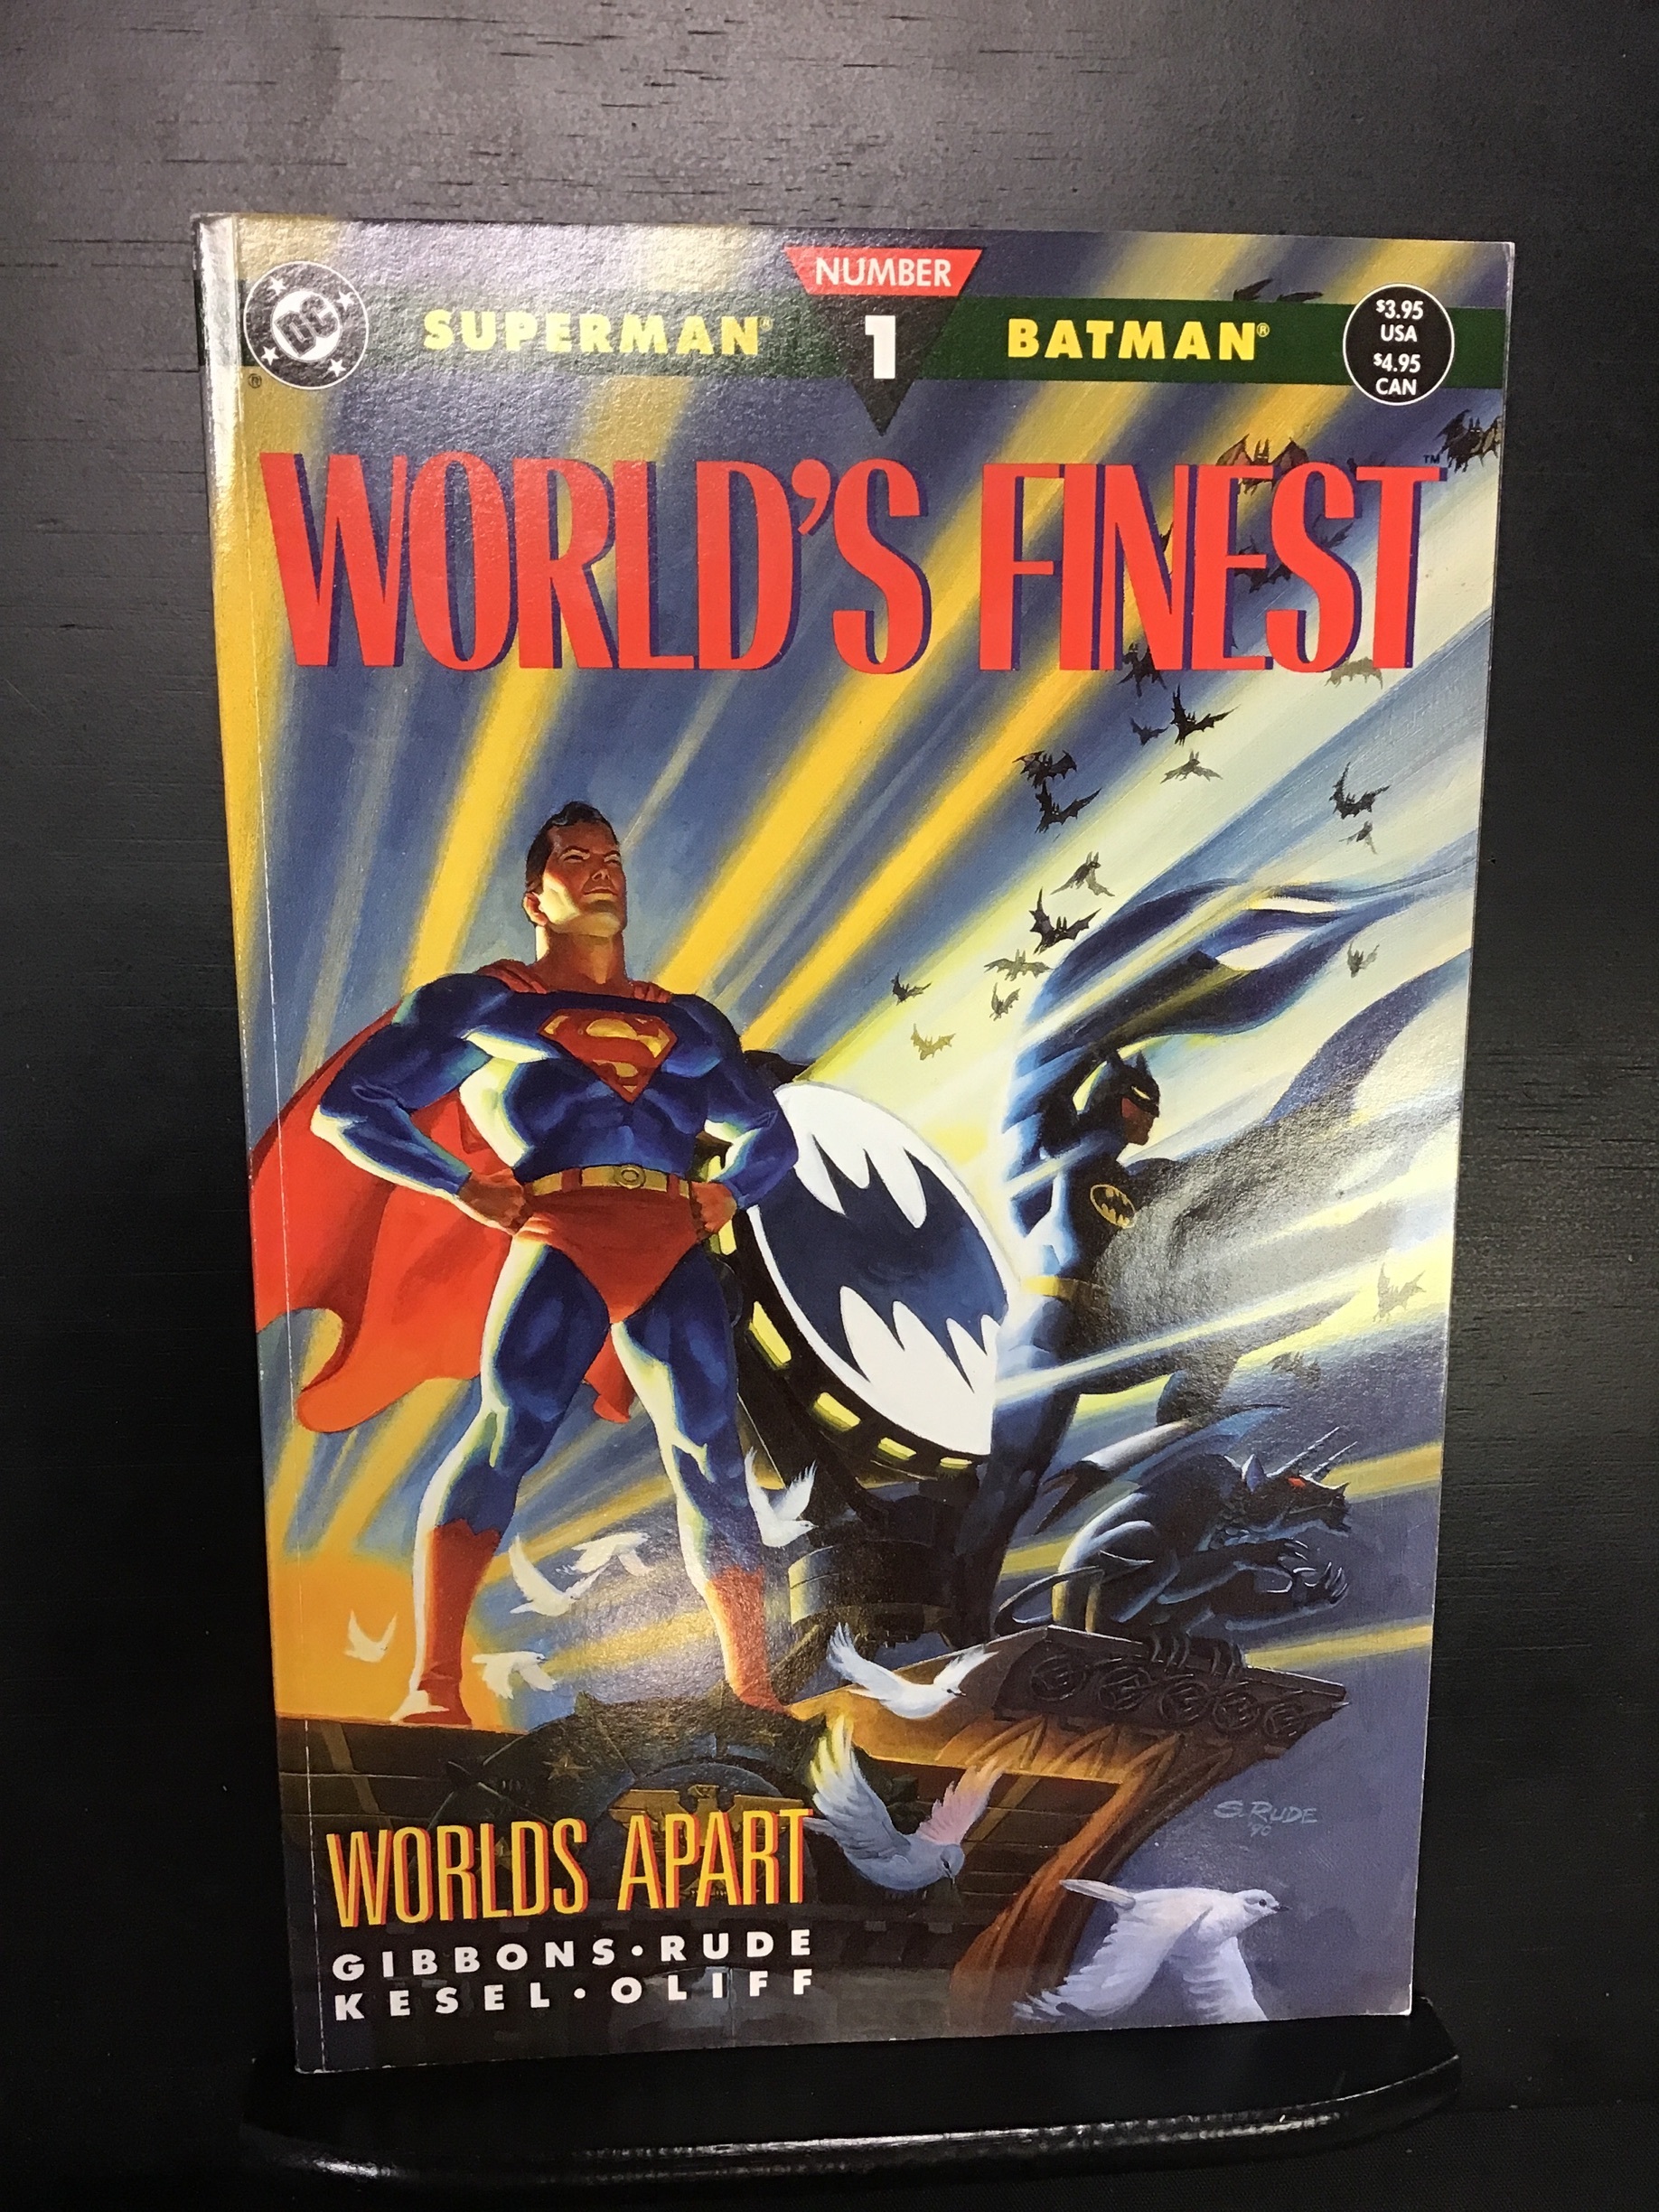 NUMBER
1
DC
®
SUPERMAN®
BATMAN®
$3.95
USA
$4.95
CAN
WORLD'S FINEST™
S. RUDE
'90
WORLDS APART
GIBBONS • RUDE
KESEL • OLIFF